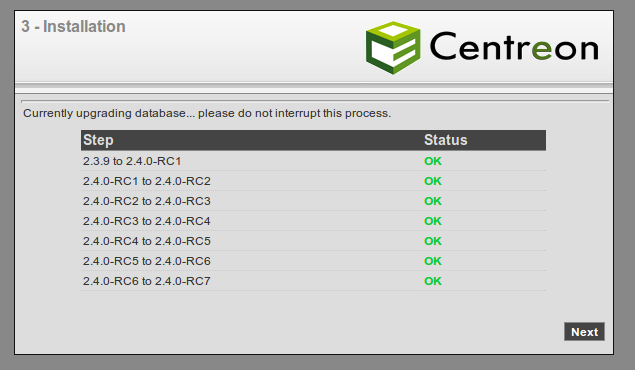 3 - Installation
Centreon
Currently upgrading database... please do not interrupt this process.
Step Status
2.3.9 to 2.4.0-RC1 OK
2.4.0-RC1 to 2.4.0-RC2 OK
2.4.0-RC2 to 2.4.0-RC3 OK
2.4.0-RC3 to 2.4.0-RC4 OK
2.4.0-RC4 to 2.4.0-RC5 OK
2.4.0-RC5 to 2.4.0-RC6 OK
2.4.0-RC6 to 2.4.0-RC7 OK
Next